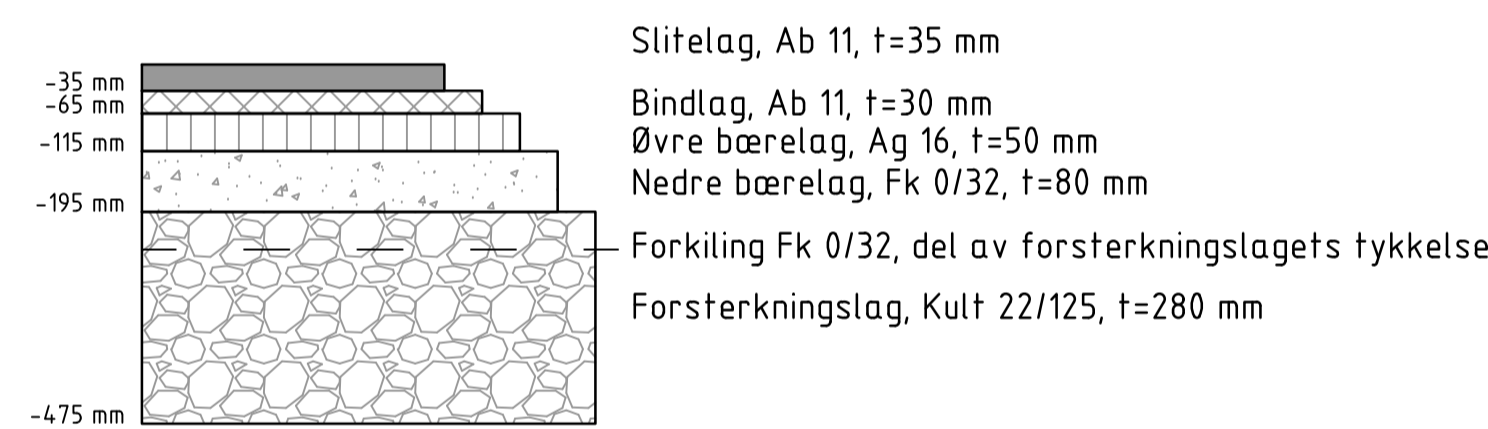 Slitelag, Ab 11, t=35 mm
-35 mm
-65 mm
Bindlag, Ab 11, t=30 mm
-115 mm
Øvre bærelag, Ag 16, t=50 mm
Nedre bærelag, Fk 0/32, t=80 mm
-195 mm
Forkiling Fk 0/32, del av forsterkningslagets tykkelse
Forsterkningslag, Kult 22/125, t=280 mm
-475 mm